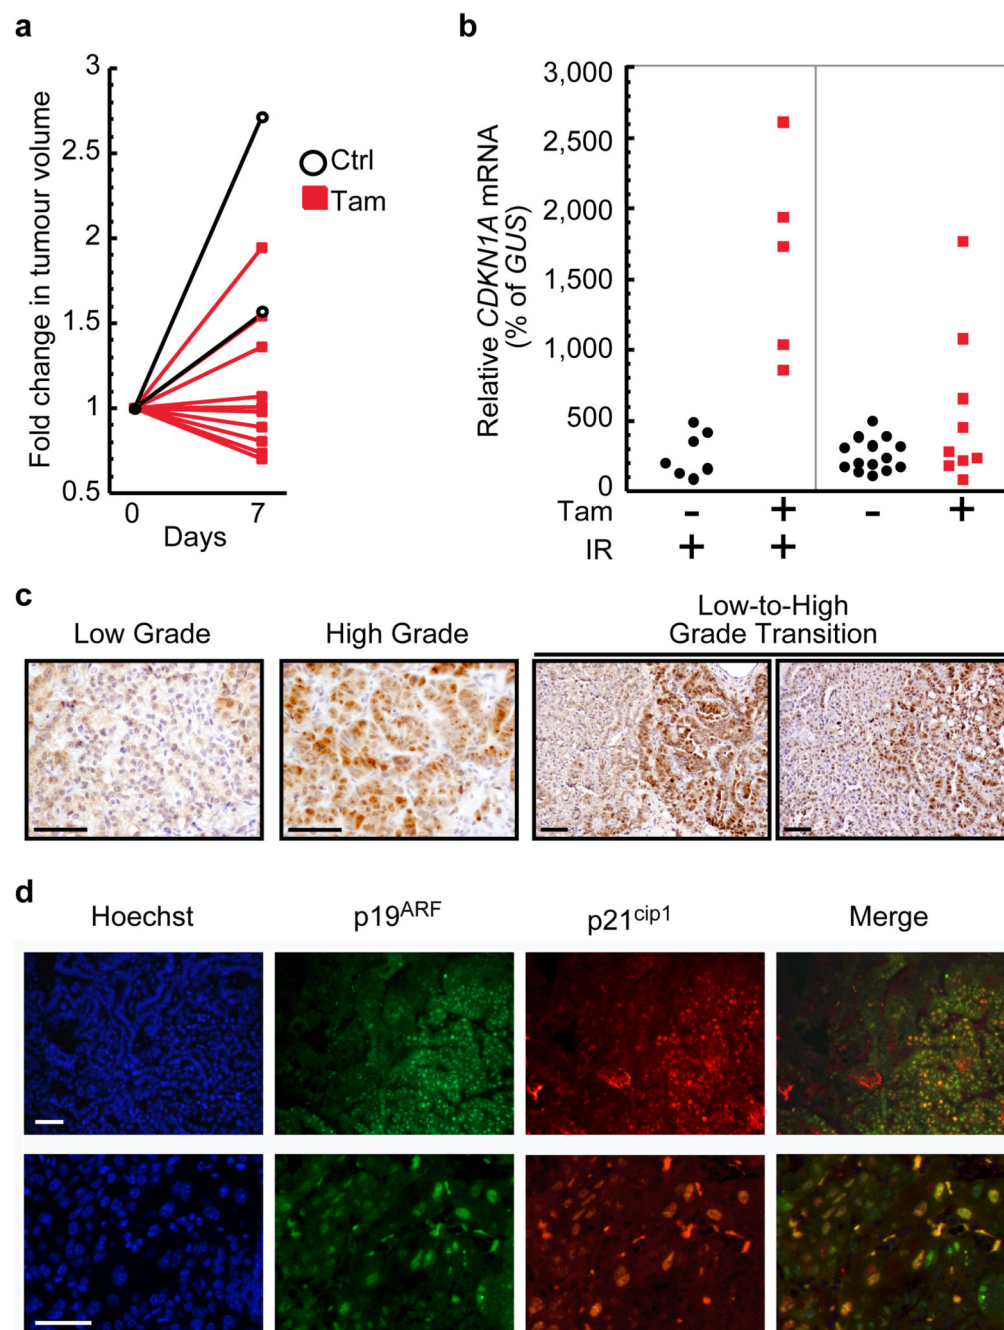 a
3
2.5
2
1.5
1
0.5
Fold change in tumour volume
0 7
Days
Ctrl
Tam
b
3,000
2,500
2,000
1,500
1,000
500
0
Relative CDKN1A mRNA
(% of GUS)
Tam - + - +
IR + +
c
Low Grade
High Grade
Low-to-High
Grade Transition
d
Hoechst
p19ARF
p21cip1
Merge